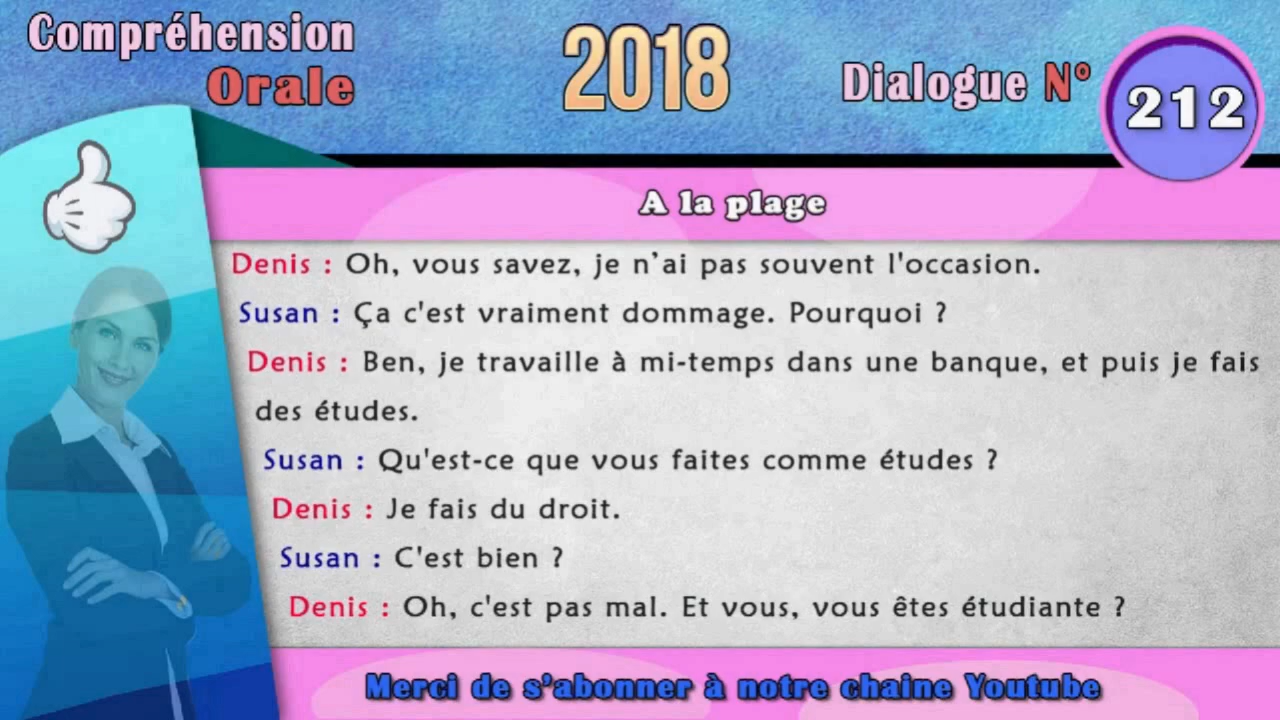 Compréhension
Orale
2018
Dialogue N°
212
A la plage
Denis : Oh, vous savez, je n’ai pas souvent l'occasion.
Susan : Ça c'est vraiment dommage. Pourquoi ?
Denis : Ben, je travaille à mi-temps dans une banque, et puis je fais
des études.
Susan : Qu'est-ce que vous faites comme études ?
Denis : Je fais du droit.
Susan : C'est bien ?
Denis : Oh, c'est pas mal. Et vous, vous êtes étudiante ?
Merci de s’abonner à notre chaine Youtube